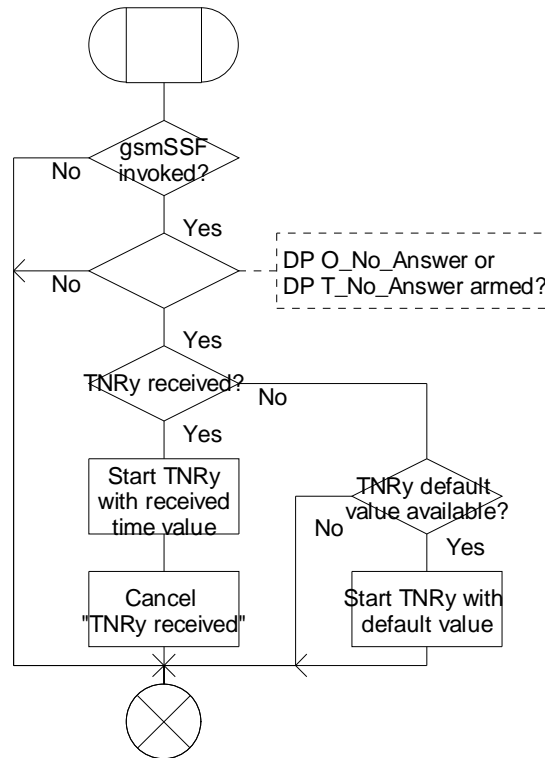 gsmSSF
invoked?
No
Yes
DP O_No_Answer or
DP T_No_Answer armed?
No
Yes
TNRy received?
No
Yes
Start TNRy
with received
time value
TNRy default
value available?
No
Yes
Cancel
"TNRy received"
Start TNRy with
default value